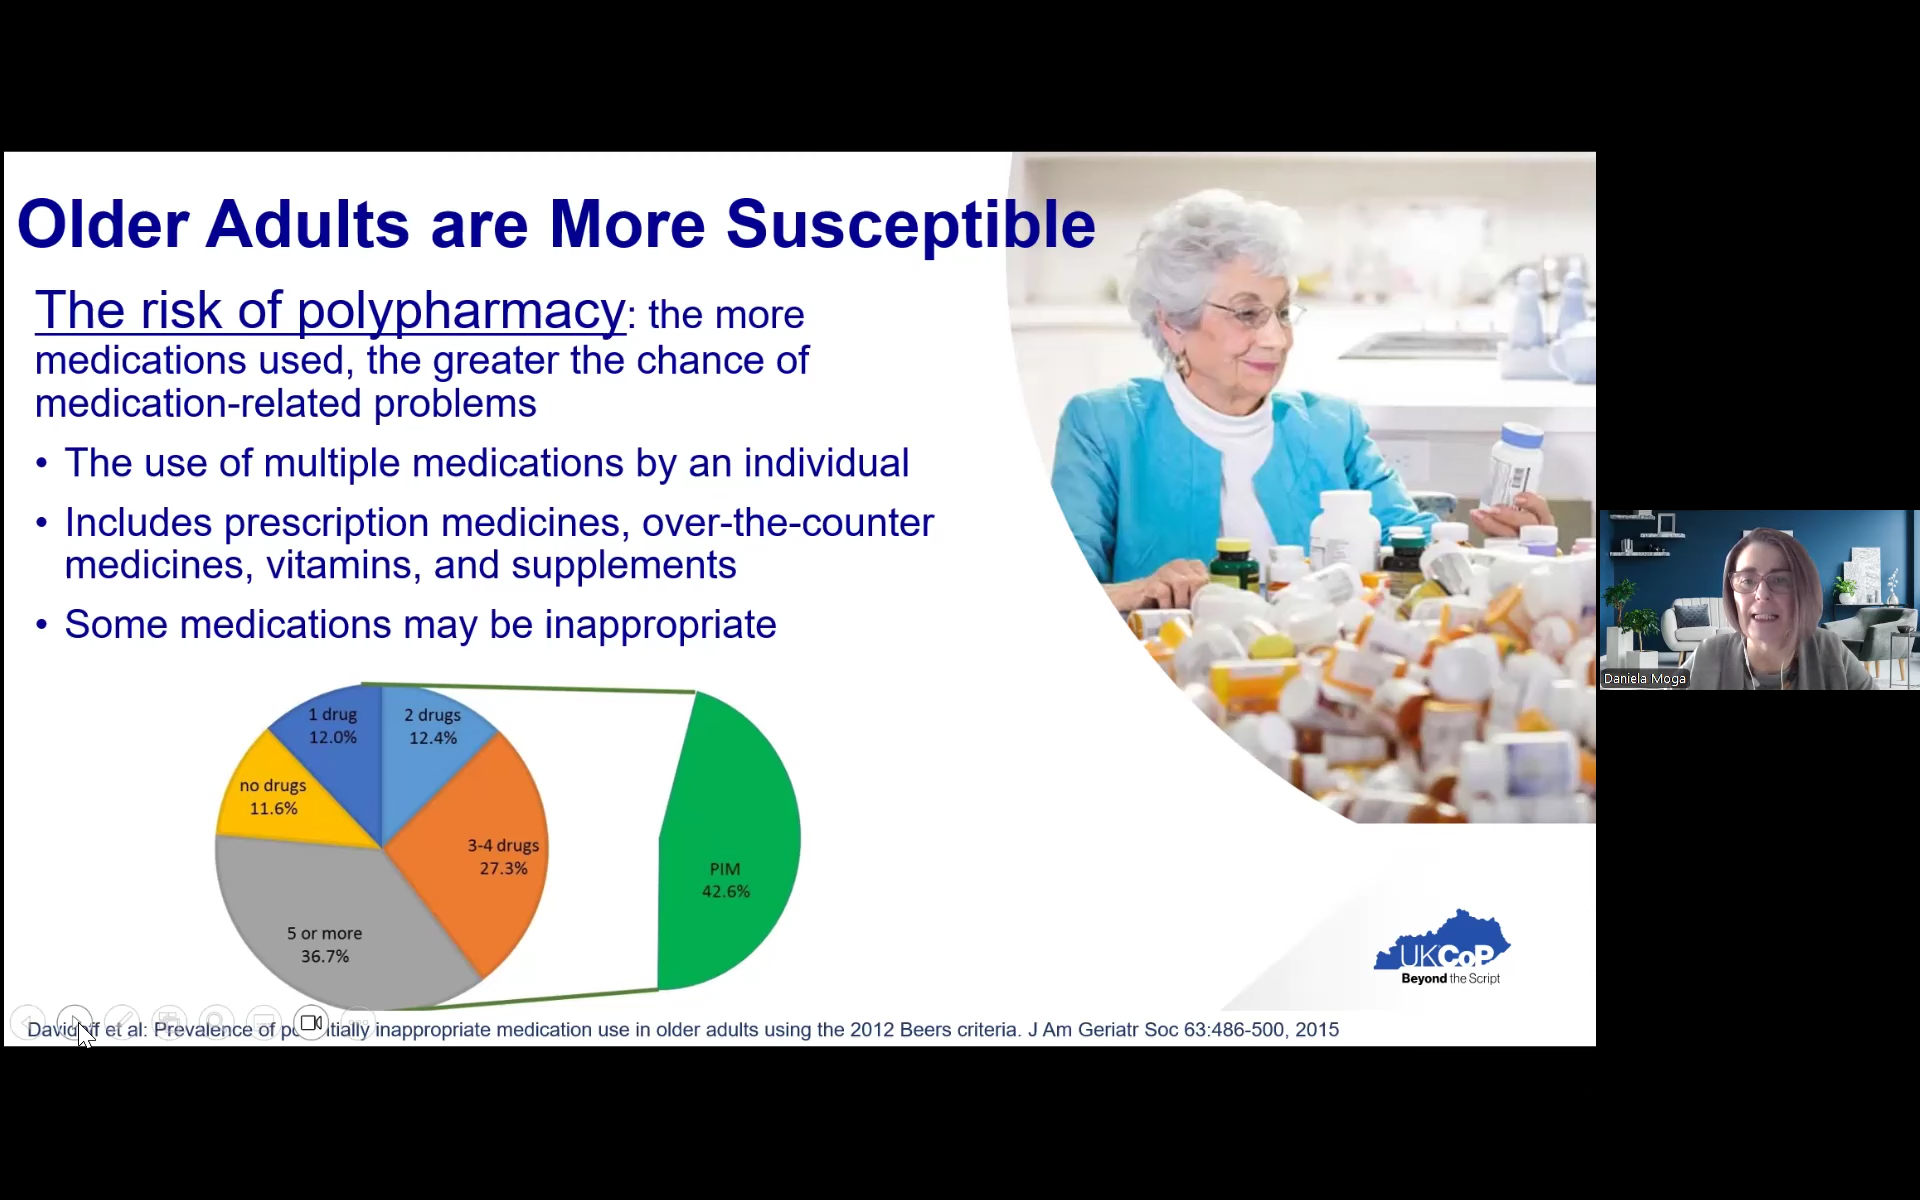 Older Adults are More Susceptible
The risk of polypharmacy: the more
medications used, the greater the chance of
medication-related problems
• The use of multiple medications by an individual
• Includes prescription medicines, over-the-counter
medicines, vitamins, and supplements
• Some medications may be inappropriate
1 drug
12.0%
2 drugs
12.4%
no drugs
11.6%
3-4 drugs
27.3%
5 or more
36.7%
PIM
42.6%
UKCoP
Beyond the Script
Davidoff et al: Prevalence of potentially inappropriate medication use in older adults using the 2012 Beers criteria. J Am Geriatr Soc 63:486-500, 2015
Daniela Moga